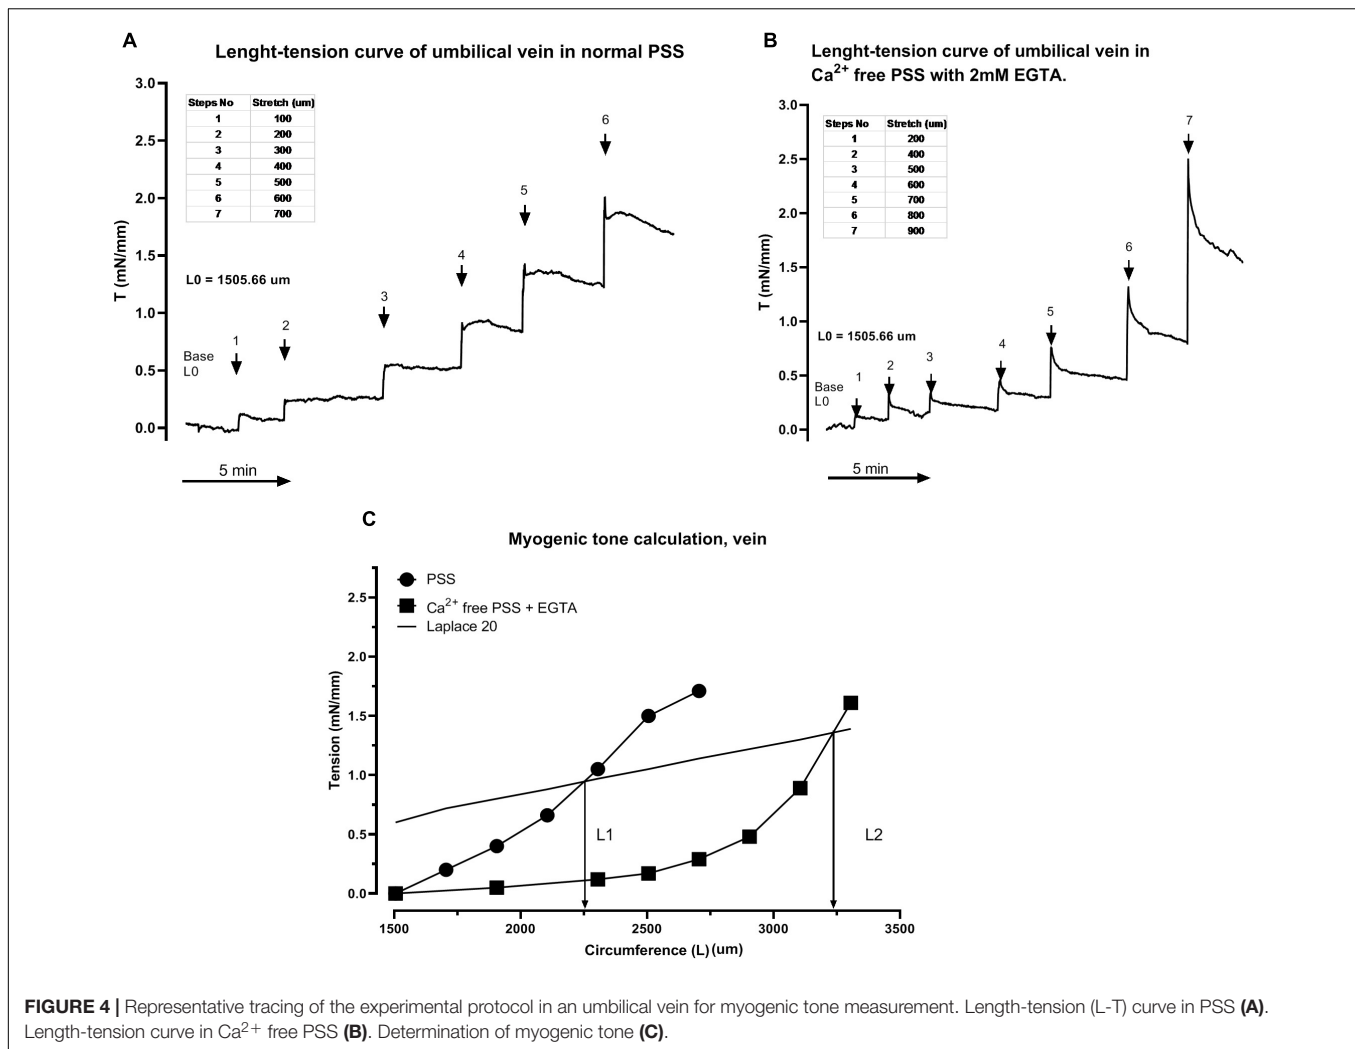 A
Lenght-tension curve of umbilical vein in normal PSS
3.0
2.5
2.0
1.5
1.0
0.5
0.0
T (mN/mm)
Steps No Stretch (um)
1 100
2 200
3 300
4 400
5 500
6 600
7 700
L0 = 1505.66 um
Base
L0
1
2
3
4
5
6
5 min
B
Lenght-tension curve of umbilical vein in
Ca2+ free PSS with 2mM EGTA.
3.0
2.5
2.0
1.5
1.0
0.5
0.0
T (mN/mm)
Steps No Stretch (um)
1 200
2 400
3 500
4 600
5 700
6 800
7 900
L0 = 1505.66 um
Base
L0
1
2
3
4
5
6
7
5 min
C
Myogenic tone calculation, vein
PSS
Ca2+ free PSS + EGTA
Laplace 20
2.5
2.0
1.5
1.0
0.5
0.0
Tension (mN/mm)
L1
L2
1500 2000 2500 3000 3500
Circumference (L) (um)
FIGURE 4 | Representative tracing of the experimental protocol in an umbilical vein for myogenic tone measurement. Length-tension (L-T) curve in PSS (A).
Length-tension curve in Ca2+ free PSS (B). Determination of myogenic tone (C).